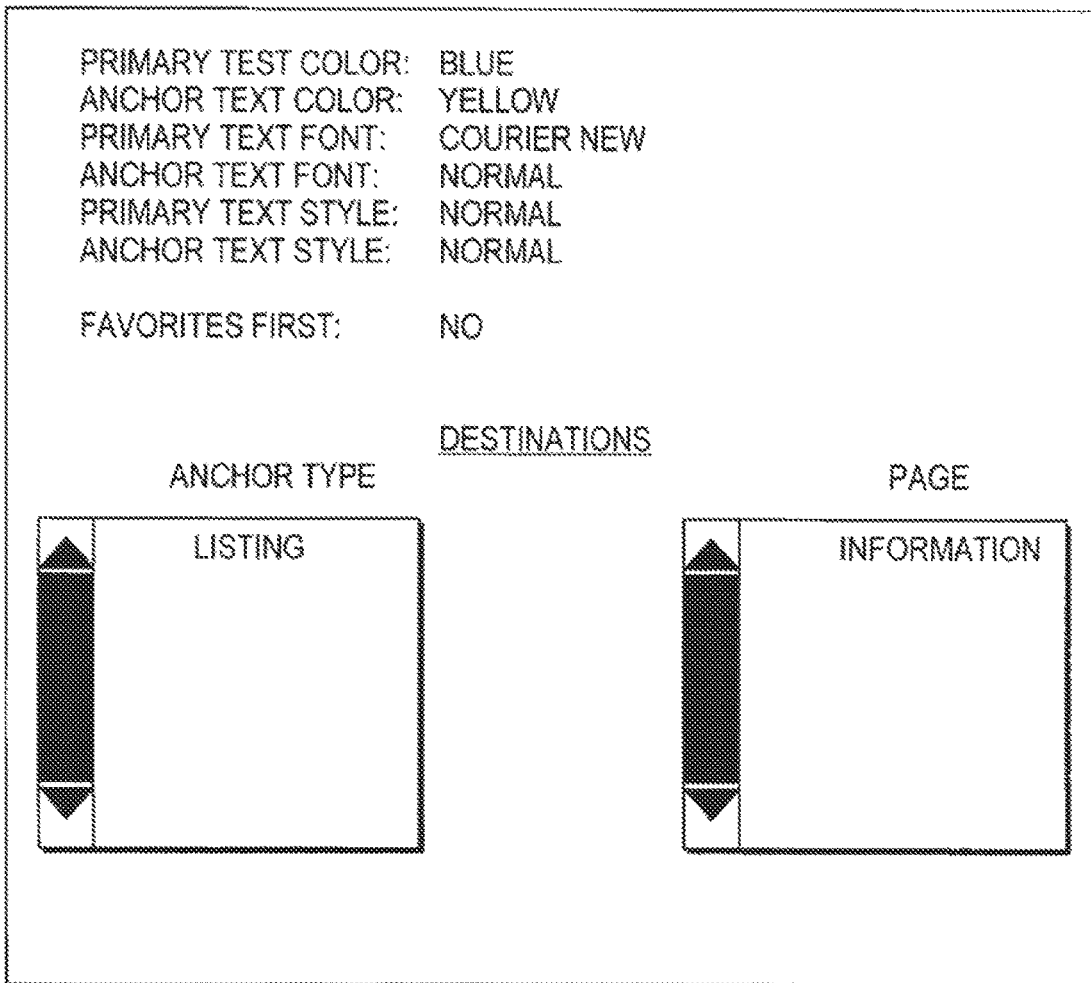 PRIMARY TEST COLOR: BLUE
ANCHOR TEXT COLOR: YELLOW
PRIMARY TEXT FONT: COURIER NEW
ANCHOR TEXT FONT: NORMAL
PRIMARY TEXT STYLE: NORMAL
ANCHOR TEXT STYLE: NORMAL
FAVORITES FIRST: NO
DESTINATIONS
ANCHOR TYPE PAGE
LISTING INFORMATION